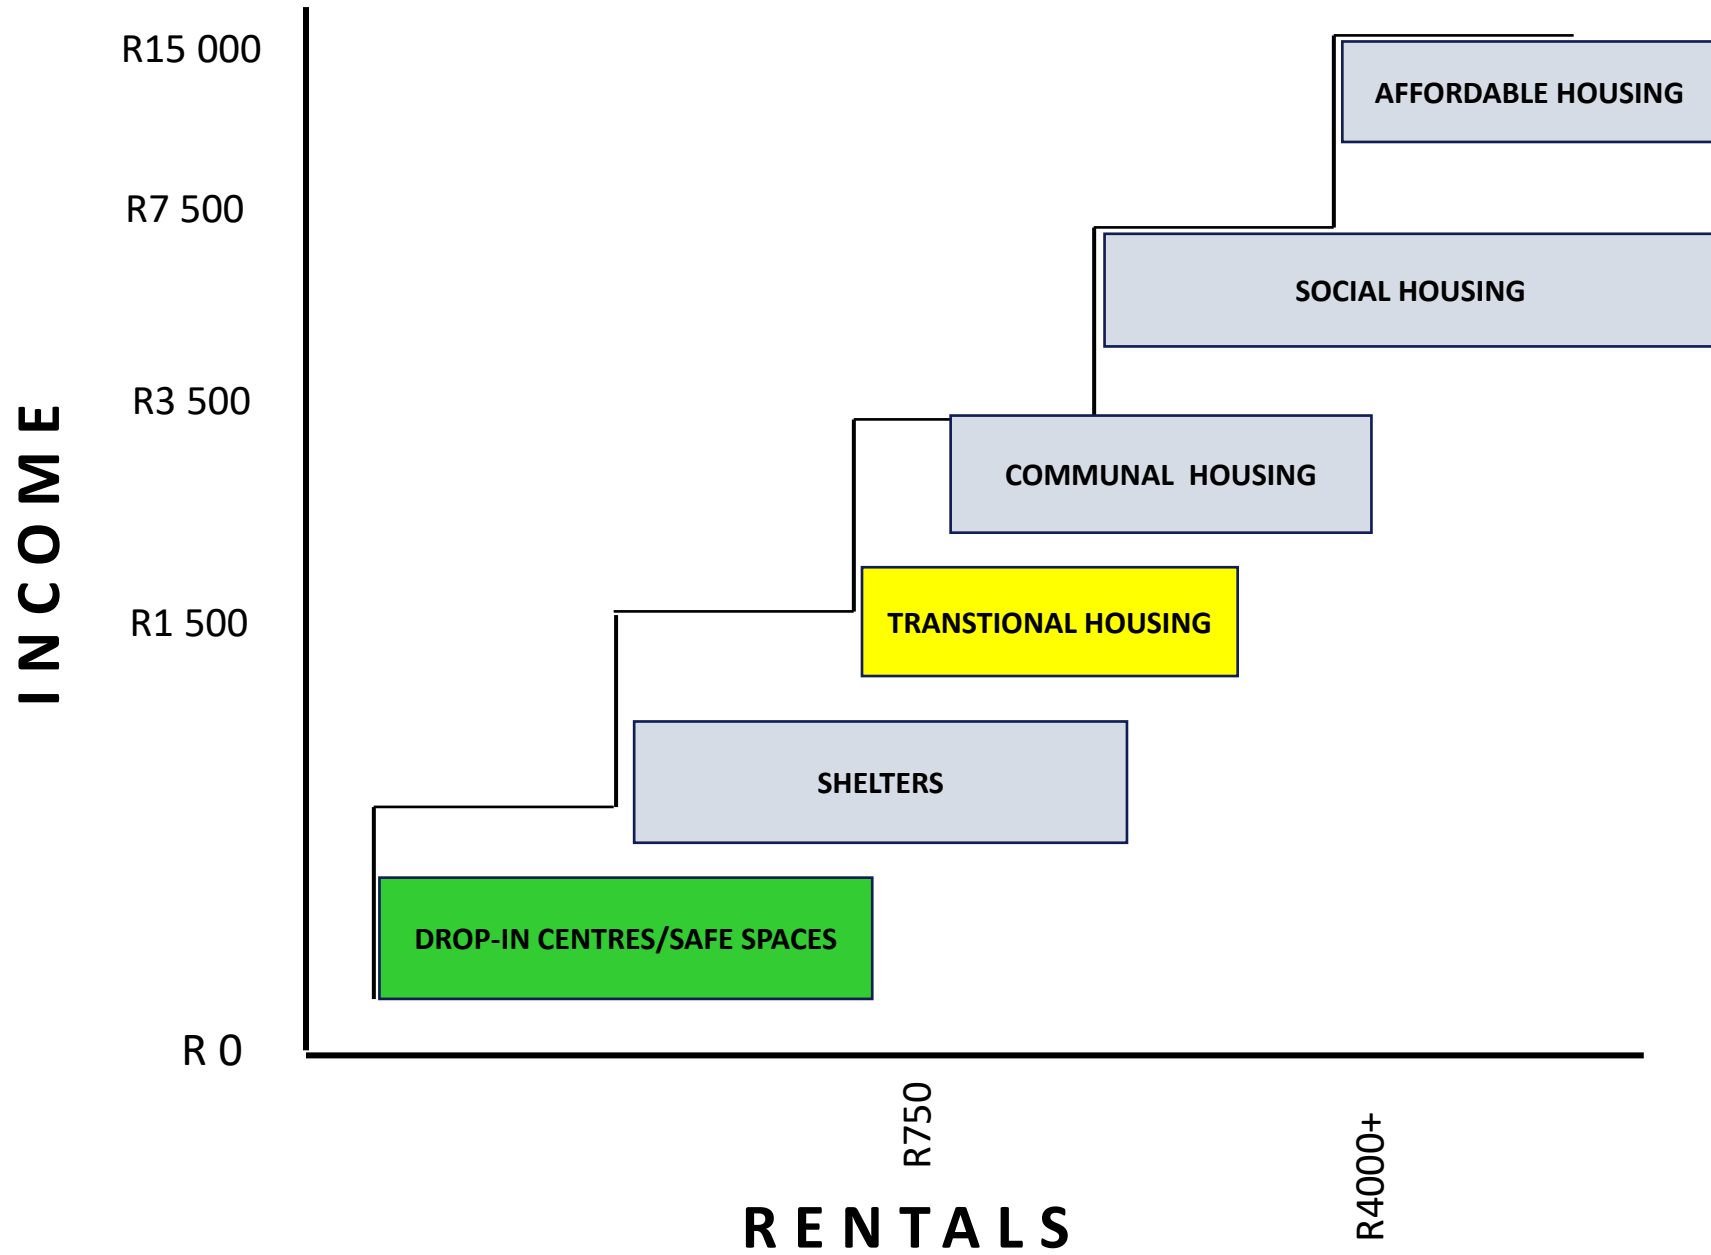 R15 000
AFFORDABLE HOUSING
R7 500
SOCIAL HOUSING
R3 500
COMMUNAL  HOUSING
INCOME
R1 500
TRANSTIONAL HOUSING
SHELTERS
DROP-IN CENTRES/SAFE SPACES
R 0
R750
R4000+
RENTALS